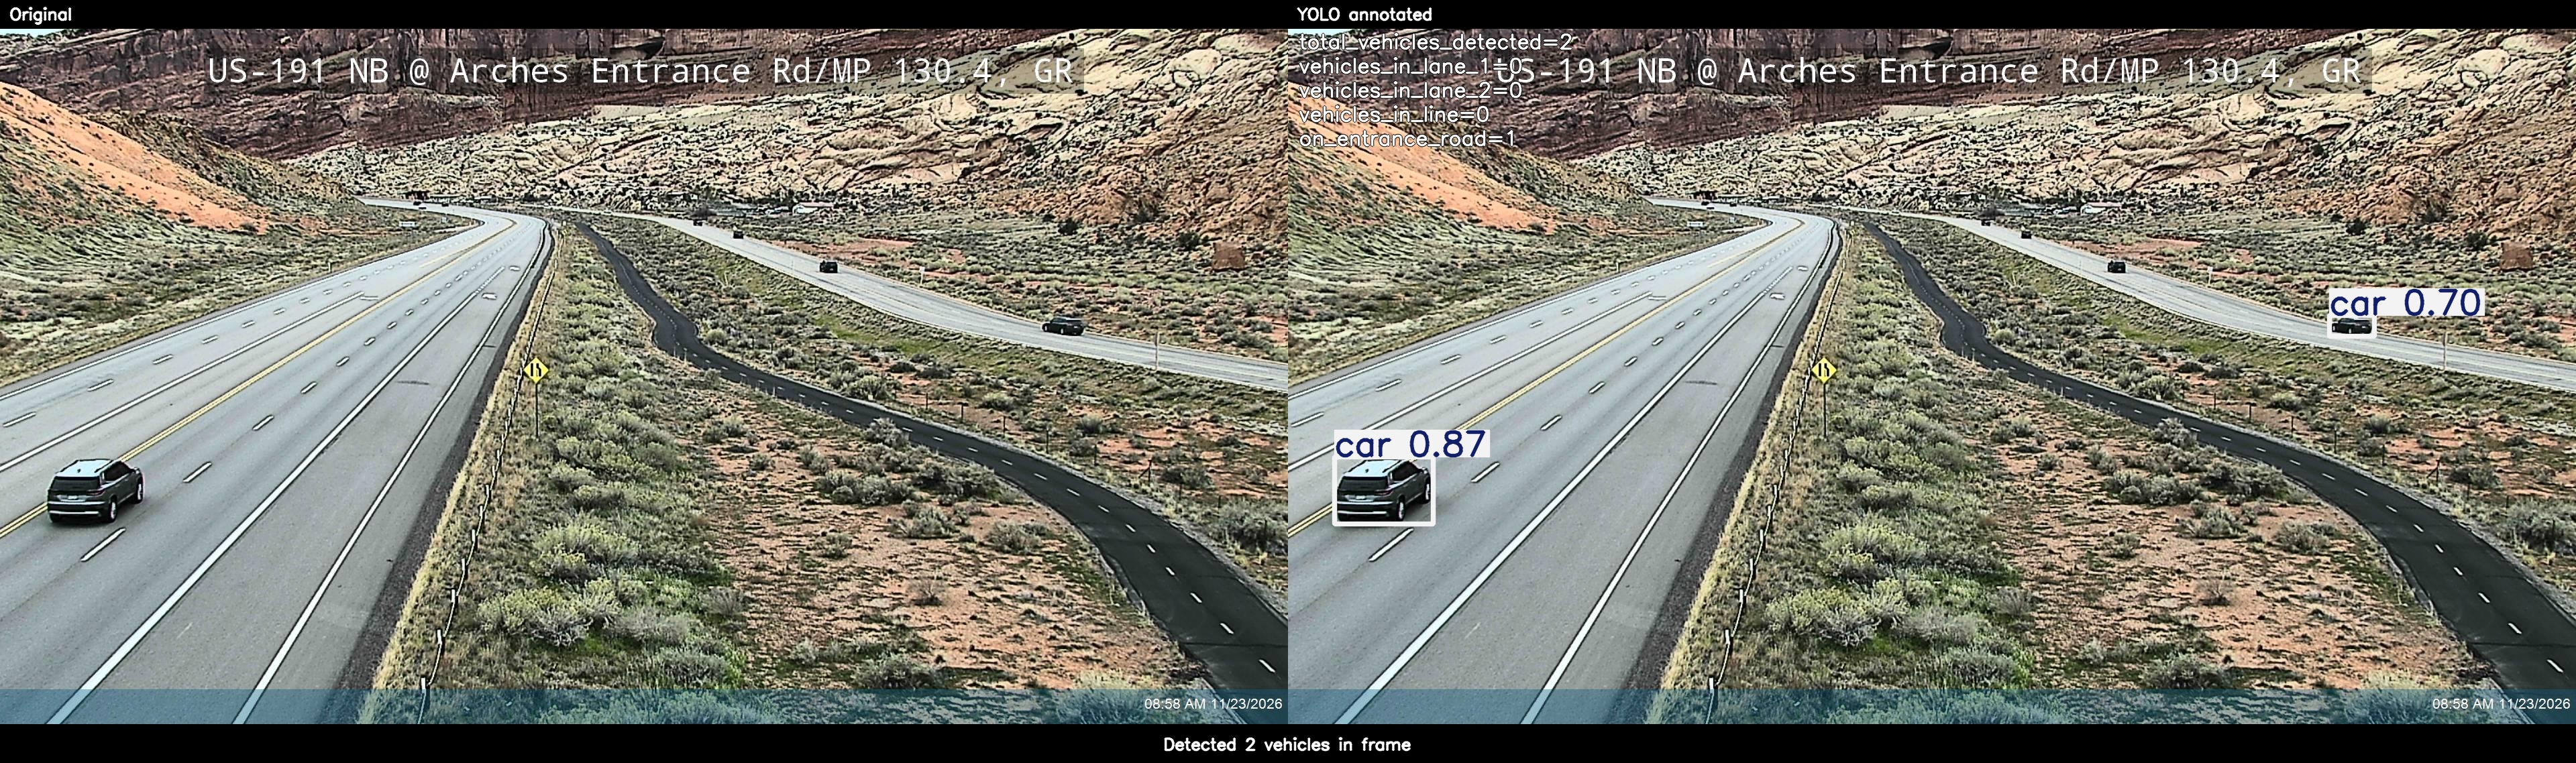 Original
US-191 NB @ Arches Entrance Rd/MP 130.4, GR
08:58 AM 11/23/2026
YOLO annotated
total_vehicles_detected=2
vehicles_in_lane_1=0
US-191 NB @ Arches Entrance Rd/MP 130.4, GR
vehicles_in_lane_2=0
vehicles_in_line=0
on_entrance_road=1
car 0.70
car 0.87
08:58 AM 11/23/2026
Detected 2 vehicles in frame